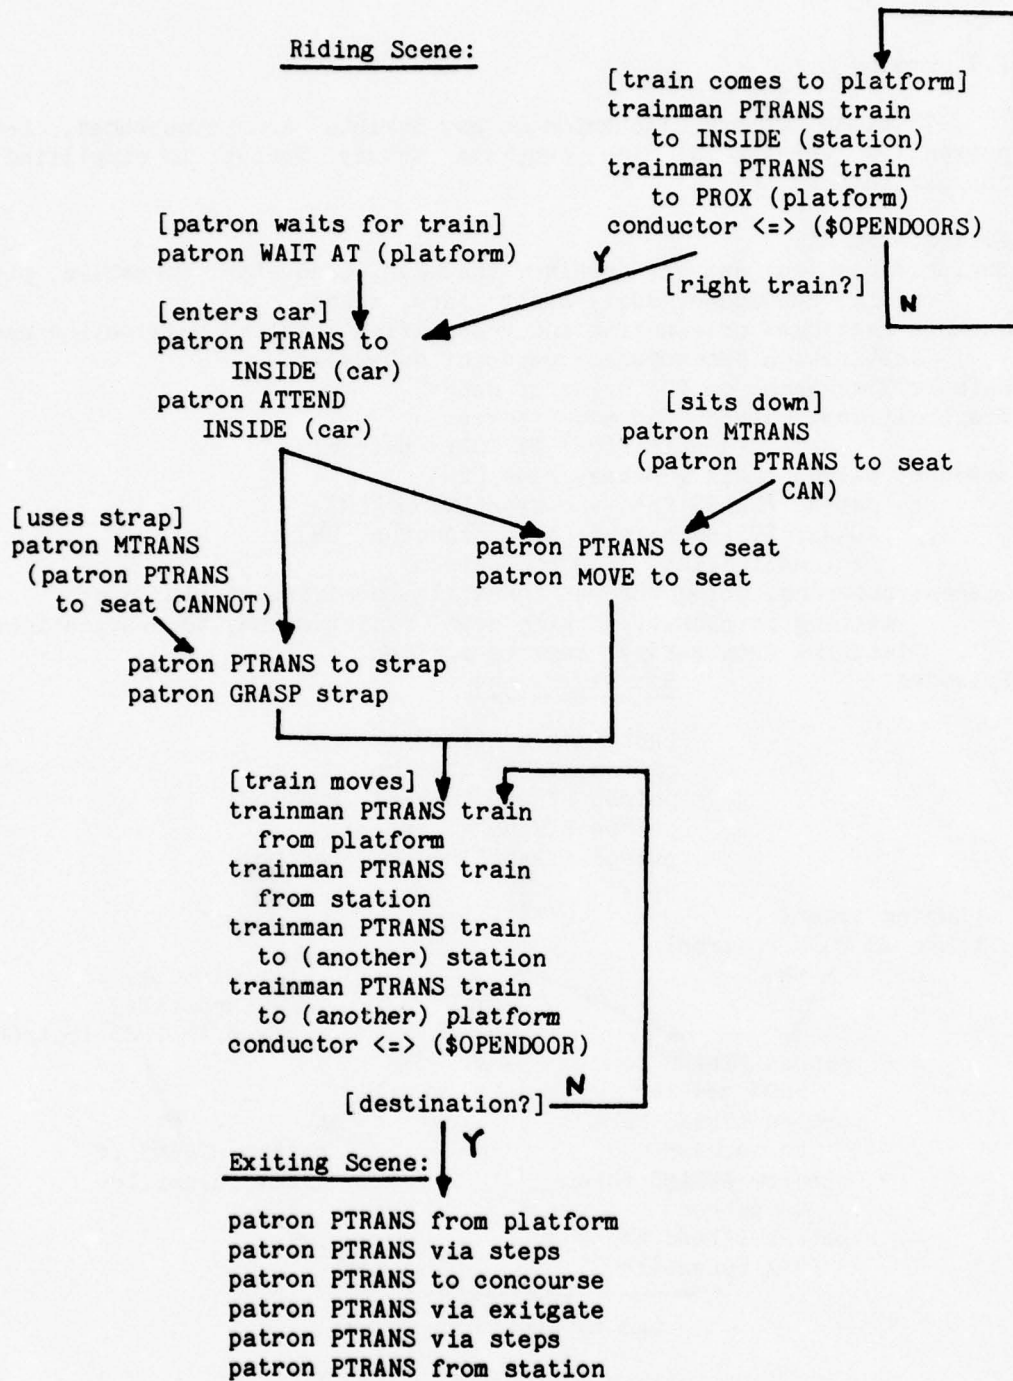 Riding Scene:
[train comes to platform]
trainman PTRANS train
to INSIDE (station)
trainman PTRANS train
to PROX (platform)
conductor <=> ($OPENDOORS)
[patron waits for train]
patron WAIT AT (platform)
Y
[right train?]
N
[enters car]
patron PTRANS to
INSIDE (car)
patron ATTEND
INSIDE (car)
[sits down]
patron MTRANS
(patron PTRANS to seat
CAN)
[uses strap]
patron MTRANS
(patron PTRANS
to seat CANNOT)
patron PTRANS to seat
patron MOVE to seat
patron PTRANS to strap
patron GRASP strap
[train moves]
trainman PTRANS train
from platform
trainman PTRANS train
from station
trainman PTRANS train
to (another) station
trainman PTRANS train
to (another) platform
conductor <=> ($OPENDOOR)
[destination?]
N
Y
Exiting Scene:
patron PTRANS from platform
patron PTRANS via steps
patron PTRANS to concourse
patron PTRANS via exitgate
patron PTRANS via steps
patron PTRANS from station